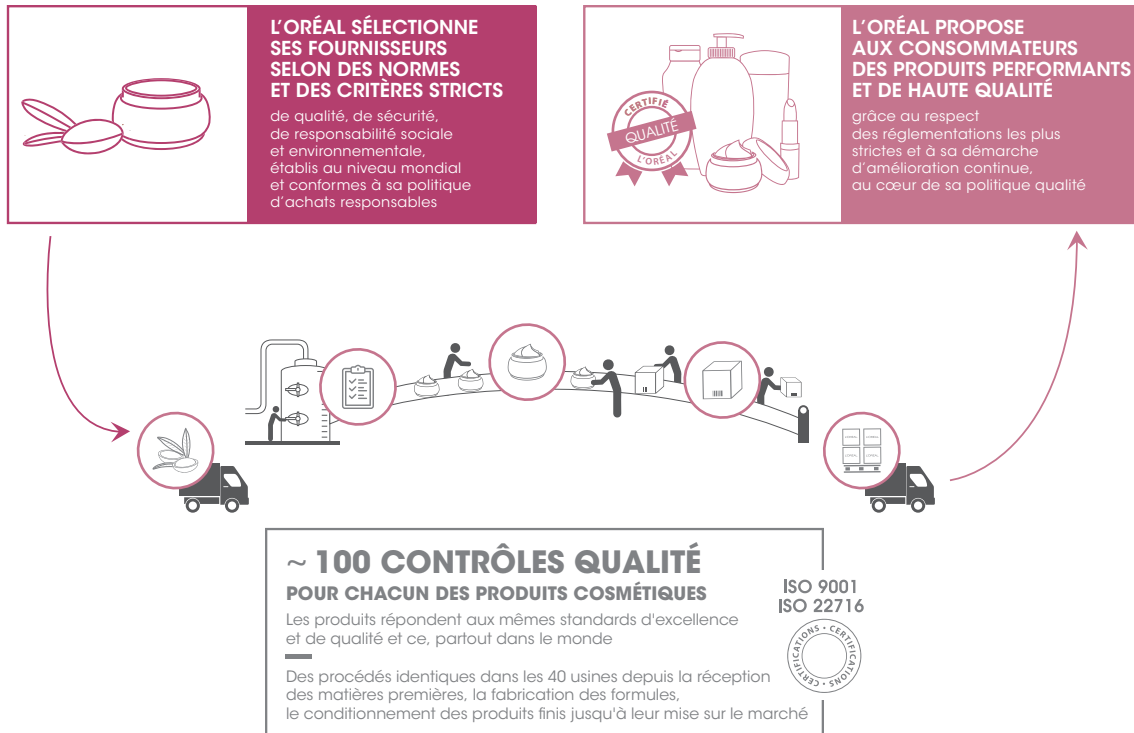 L'ORÉAL SÉLECTIONNE
SES FOURNISSEURS
SELON DES NORMES
ET DES CRITÈRES STRICTS
de qualité, de sécurité,
de responsabilité sociale
et environnementale,
établis au niveau mondial
et conformes à sa politique
d'achats responsables
CERTIFIÉ
QUALITÉ
L'ORÉAL
L'ORÉAL PROPOSE
AUX CONSOMMATEURS
DES PRODUITS PERFORMANTS
ET DE HAUTE QUALITÉ
grâce au respect
des réglementations les plus
strictes et à sa démarche
d'amélioration continue,
au cœur de sa politique qualité
L'ORÉAL L'ORÉAL
L'ORÉAL L'ORÉAL
~ 100 CONTRÔLES QUALITÉ
POUR CHACUN DES PRODUITS COSMÉTIQUES
Les produits répondent aux mêmes standards d'excellence
et de qualité et ce, partout dans le monde
Des procédés identiques dans les 40 usines depuis la réception
des matières premières, la fabrication des formules,
le conditionnement des produits finis jusqu'à leur mise sur le marché
ISO 9001
ISO 22716
CERTIFICATIONS • CERTIFICATIONS •